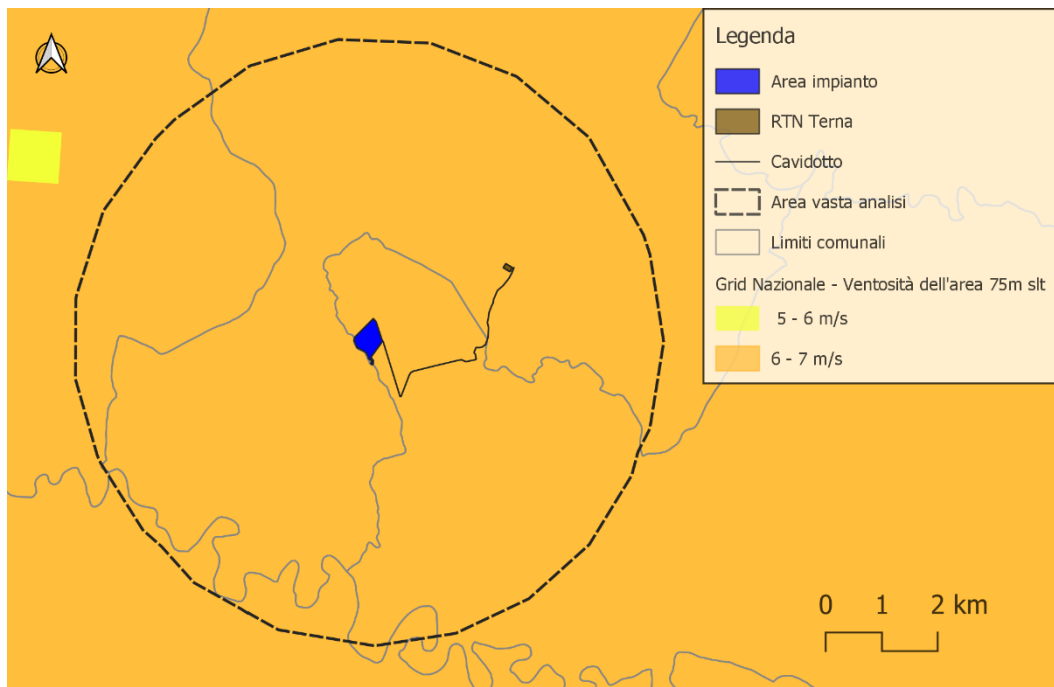 Legenda
Area impianto
RTN Terna
Cavidotto
Area vasta analisi
Limiti comunali
Grid Nazionale - Ventosità dell'area 75m slt
5 - 6 m/s
6 - 7 m/s
0 1 2 km